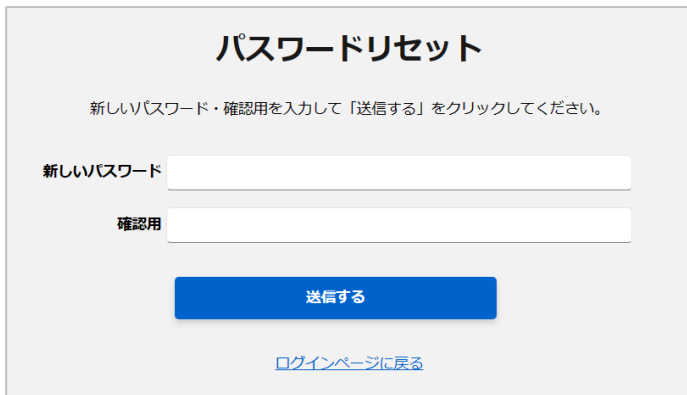 パスワードリセット
新しいパスワード・確認用を入力して「送信する」をクリックしてください。
新しいパスワード
確認用
送信する
ログインページに戻る